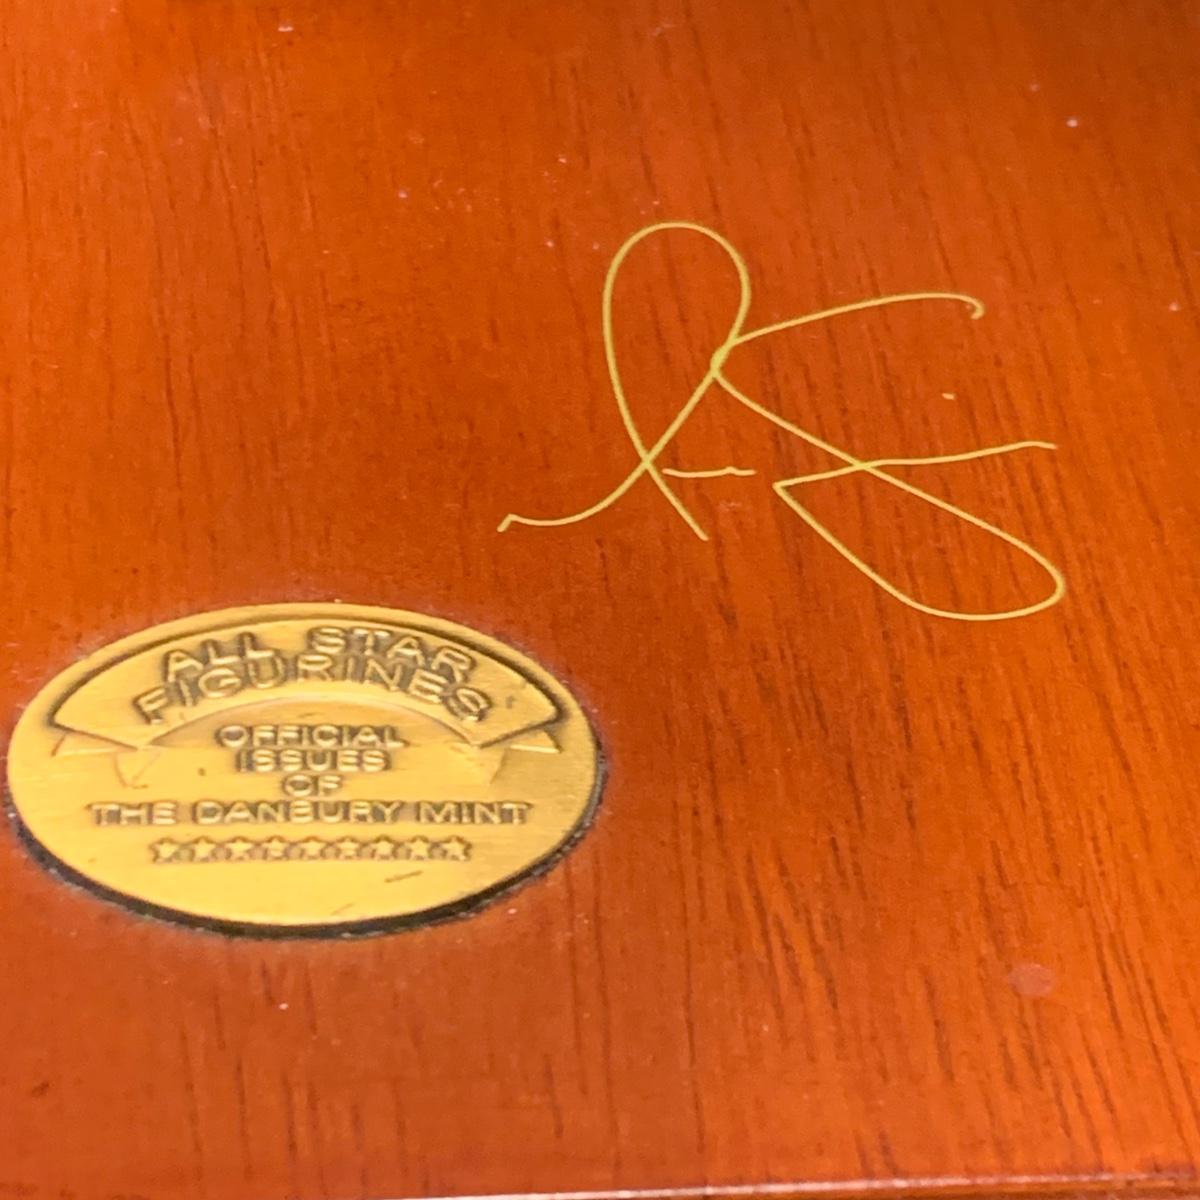 ALL STAR
FIGURINES
OFFICIAL
ISSUES
OF
THE DANBURY MINT